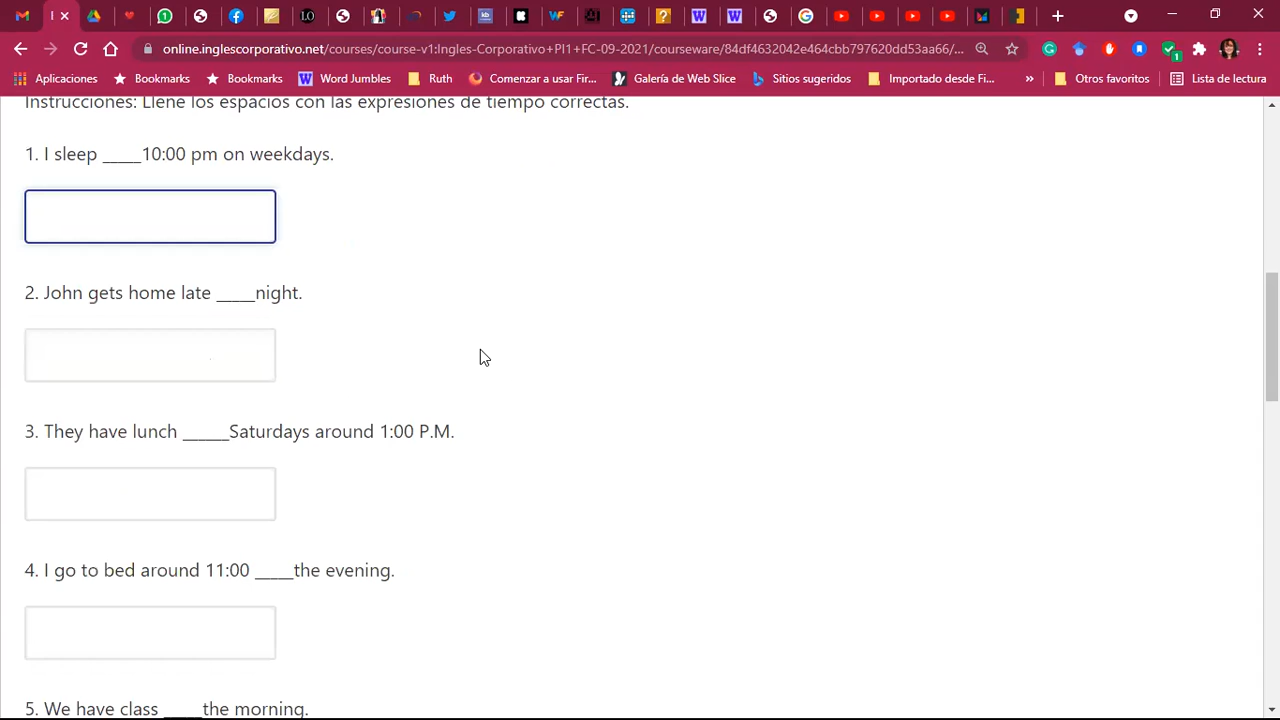 online.inglescorporativo.net/courses/course-v1:Ingles-Corporativo+PI1+FC-09-2021/courseware/84df4632042e464cbb797620dd53aa66/...
Aplicaciones Bookmarks Bookmarks Word Jumbles Ruth Comenzar a usar Fir... Galería de Web Slice Sitios sugeridos Importado desde Fi... » Otros favoritos Lista de lectura
Instrucciones: Llene los espacios con las expresiones de tiempo correctas.
1. I sleep _____10:00 pm on weekdays.
2. John gets home late _____night.
3. They have lunch ______Saturdays around 1:00 P.M.
4. I go to bed around 11:00 _____the evening.
5. We have class _____the morning.